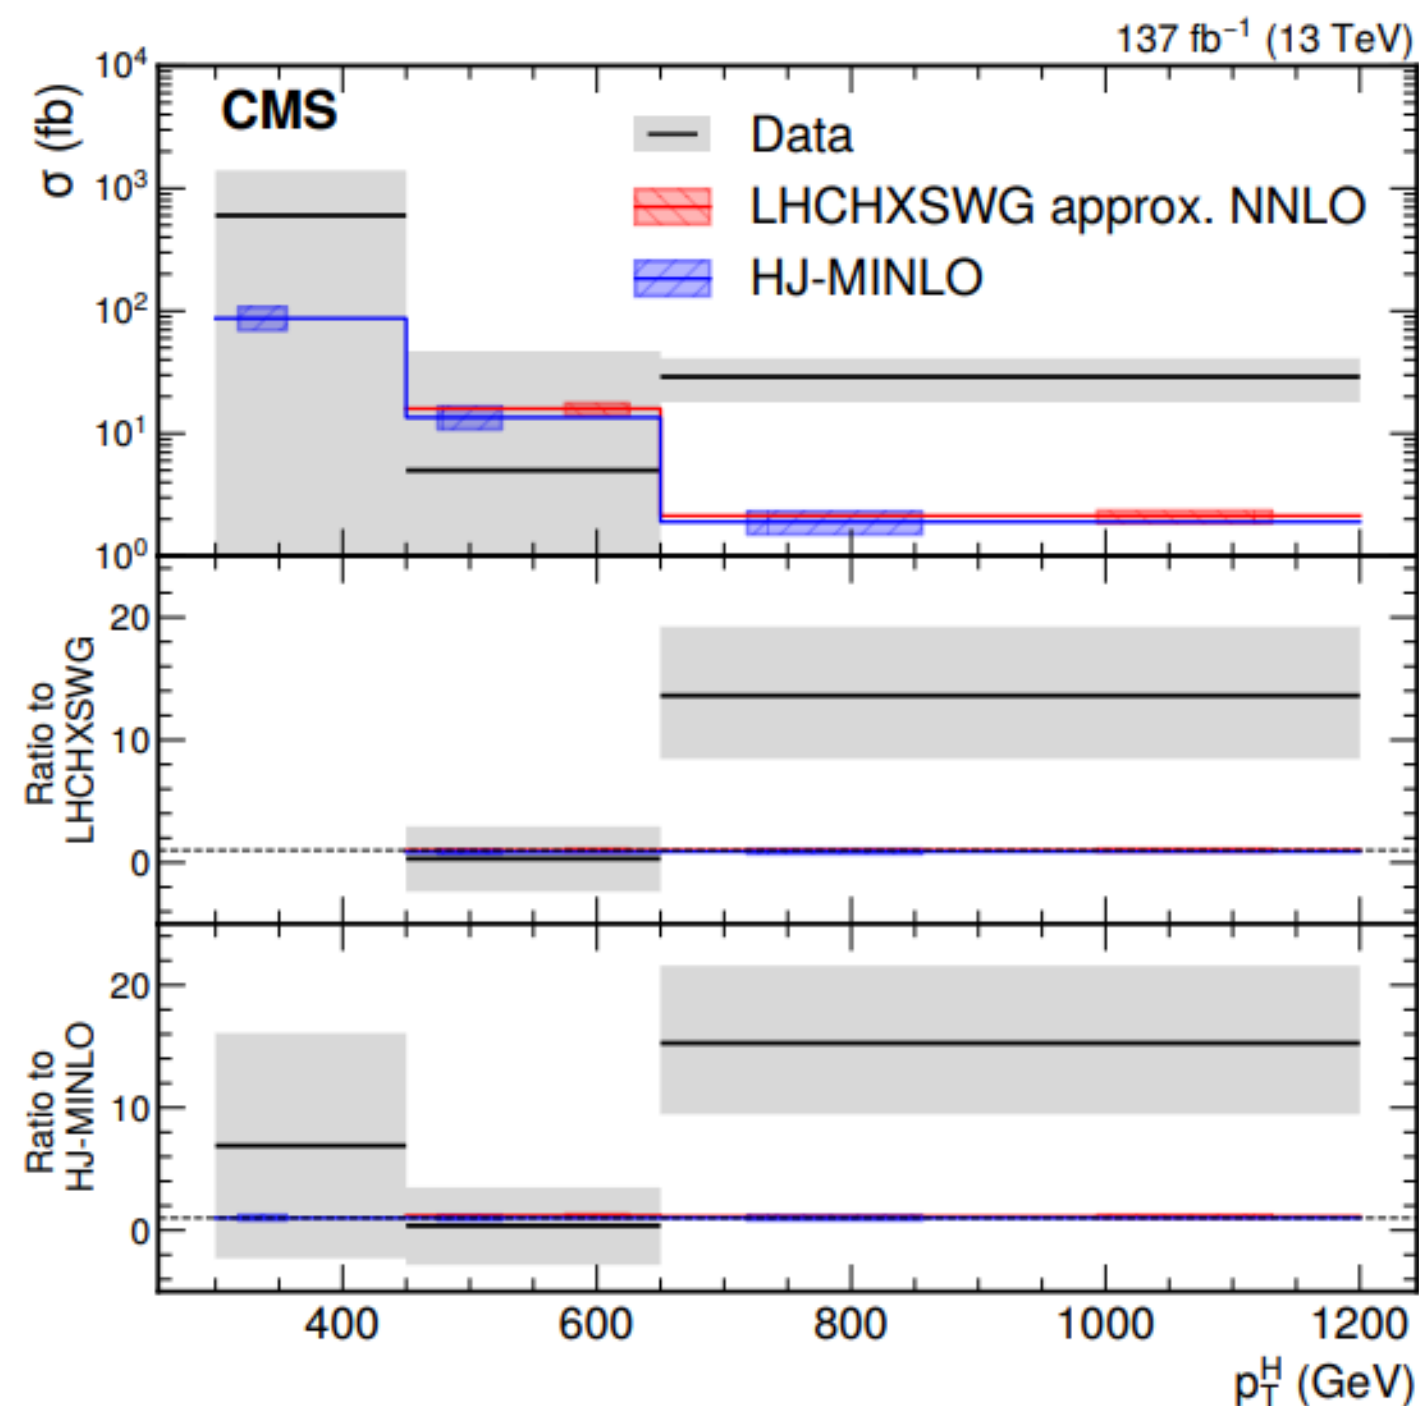 137 fb⁻¹ (13 TeV)
CMS
Data
LHCHXSWG approx. NNLO
HJ-MINLO
σ (fb)
10⁴
10³
10²
10¹
10⁰
Ratio to
LHCHXSWG
20
10
0
Ratio to
HJ-MINLO
20
10
0
400 600 800 1000 1200
p_T^H (GeV)